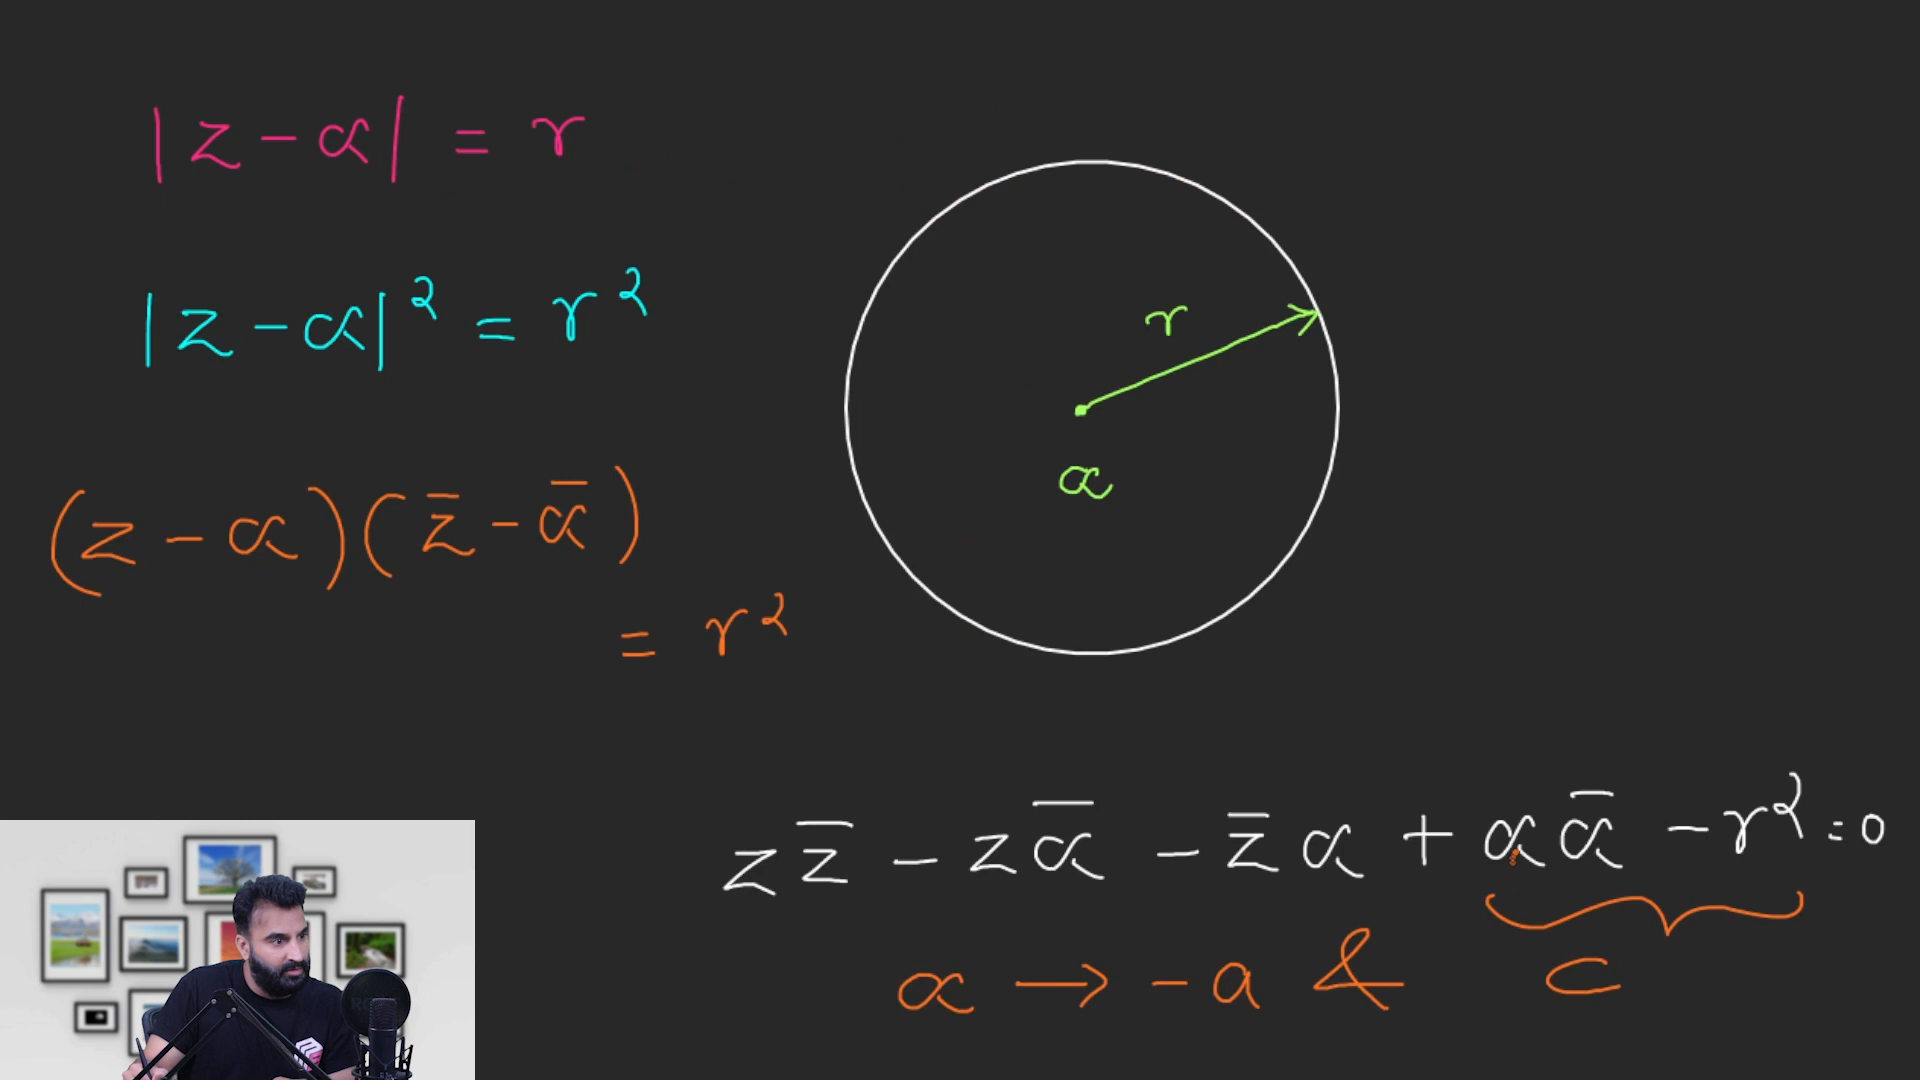 |z - α| = r
|z - α|² = r²
r
α
(z - α)(z̄ - ᾱ)
= r²
zz̄ - zᾱ - z̄α + αᾱ - r² = 0
α → -a & c